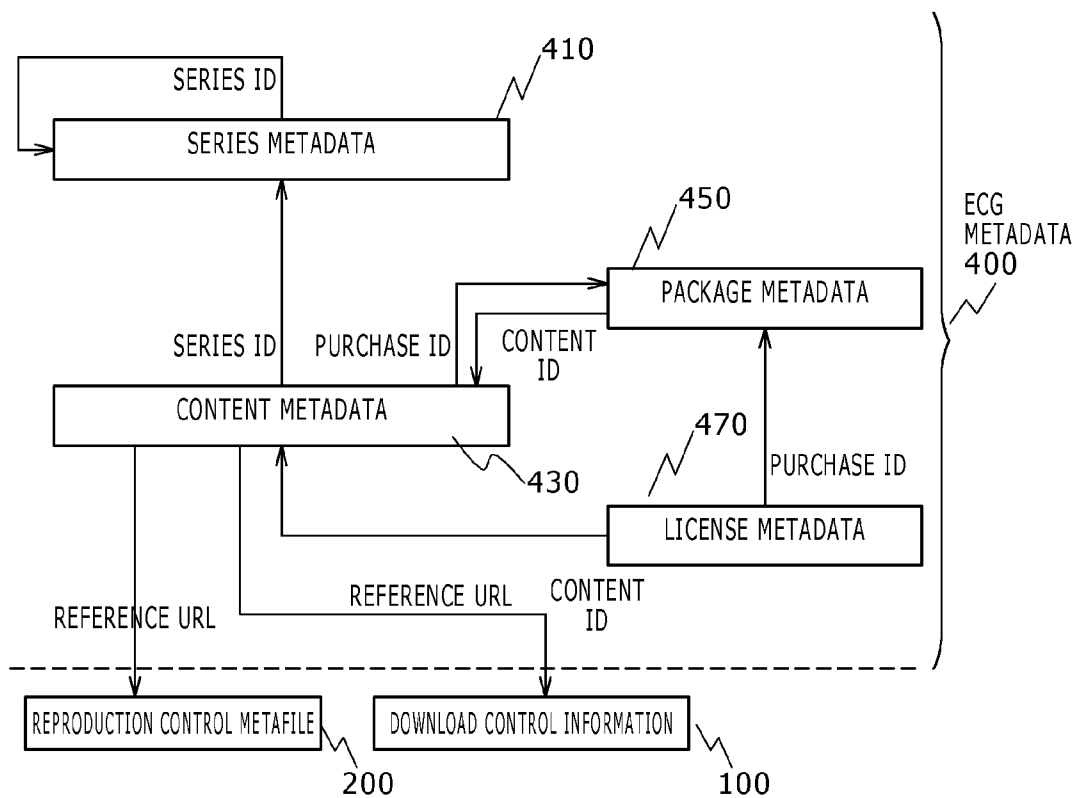 410
SERIES ID
SERIES METADATA
450
ECG
METADATA
400
PACKAGE METADATA
SERIES ID
PURCHASE ID
CONTENT
ID
CONTENT METADATA
470
430
PURCHASE ID
LICENSE METADATA
REFERENCE URL
REFERENCE URL
CONTENT
ID
REPRODUCTION CONTROL METAFILE
DOWNLOAD CONTROL INFORMATION
200
100